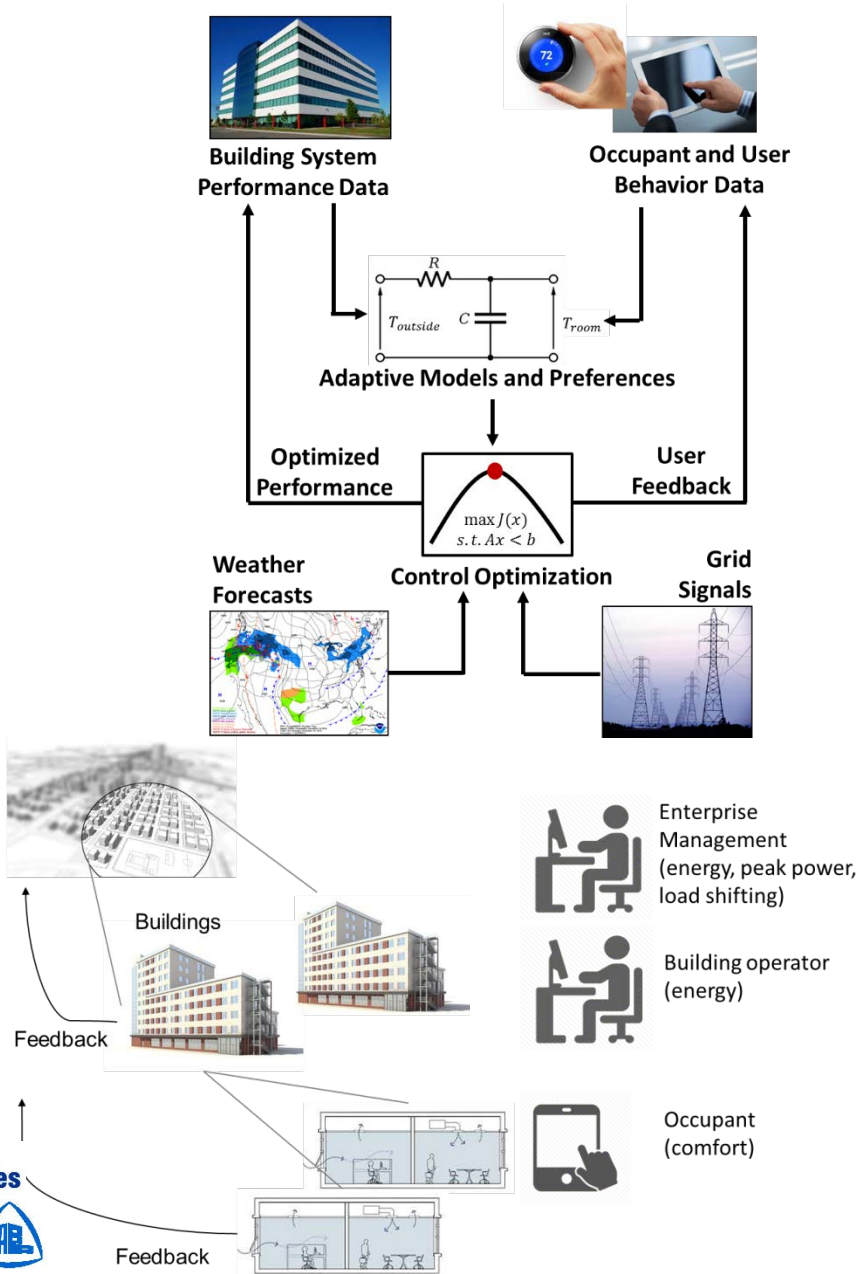 72
Building System
Performance Data
Occupant and User
Behavior Data
R
T_outside
C
T_room
Adaptive Models and Preferences
Optimized
Performance
User
Feedback
max J(x)
s.t. Ax < b
Weather
Forecasts
Control Optimization
Grid
Signals
Enterprise
Management
(energy, peak power,
load shifting)
Buildings
Building operator
(energy)
Feedback
Occupant
(comfort)
es
Feedback